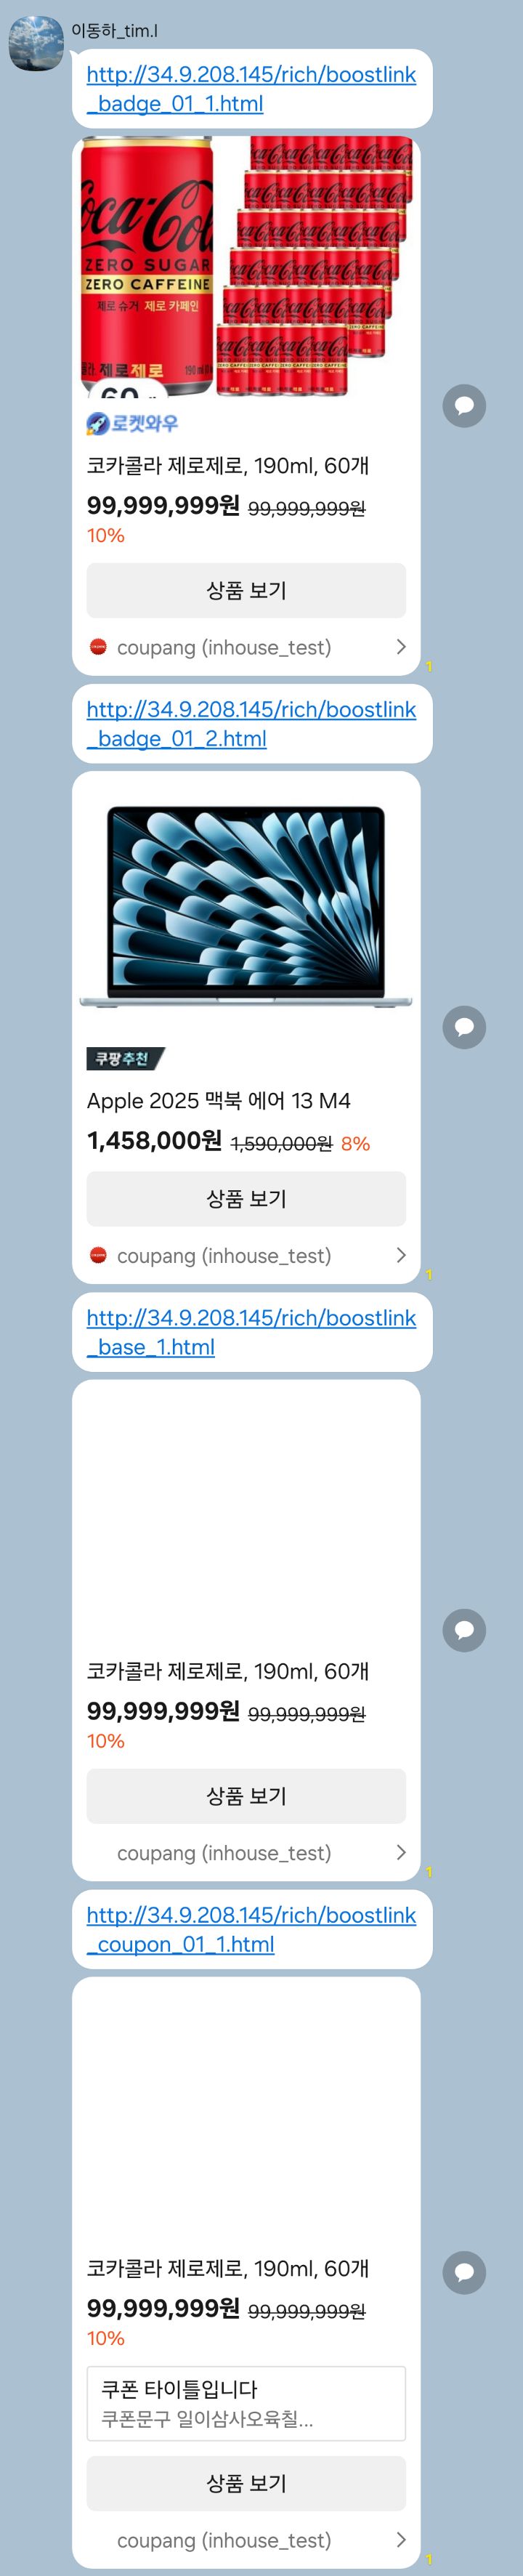 이동하_tim.l
http://34.9.208.145/rich/boostlink
_badge_01_1.html
Coca-Cola
ZERO SUGAR
ZERO CAFFEINE
제로 슈거 제로 카페인
제로제로
190 ml
60
로켓와우
코카콜라 제로제로, 190ml, 60개
99,999,999원 99,999,999원
10%
상품 보기
coupang (inhouse_test)
1
http://34.9.208.145/rich/boostlink
_badge_01_2.html
쿠팡추천
Apple 2025 맥북 에어 13 M4
1,458,000원 1,590,000원 8%
상품 보기
coupang (inhouse_test)
1
http://34.9.208.145/rich/boostlink
_base_1.html
코카콜라 제로제로, 190ml, 60개
99,999,999원 99,999,999원
10%
상품 보기
coupang (inhouse_test)
1
http://34.9.208.145/rich/boostlink
_coupon_01_1.html
코카콜라 제로제로, 190ml, 60개
99,999,999원 99,999,999원
10%
쿠폰 타이틀입니다
쿠폰문구 일이삼사오육칠...
상품 보기
coupang (inhouse_test)
1